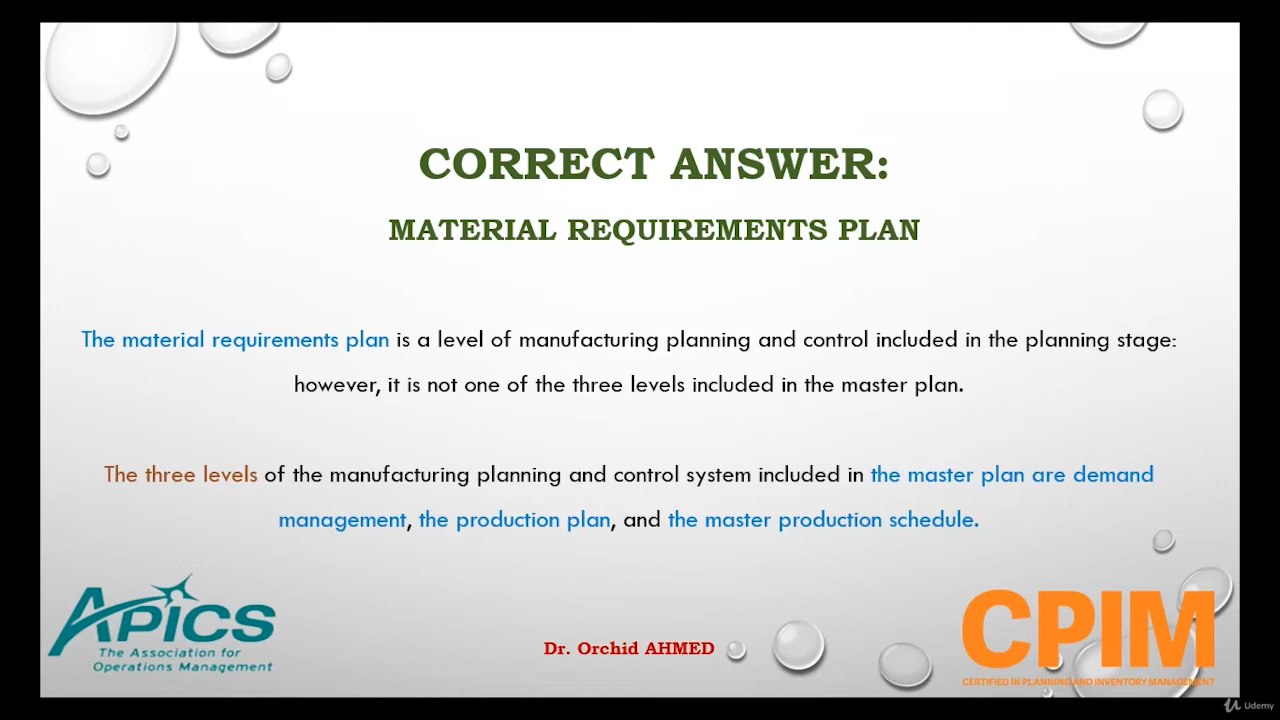 CORRECT ANSWER:
MATERIAL REQUIREMENTS PLAN
The material requirements plan is a level of manufacturing planning and control included in the planning stage:
however, it is not one of the three levels included in the master plan.
The three levels of the manufacturing planning and control system included in the master plan are demand
management, the production plan, and the master production schedule.
APICS
The Association for
Operations Management
Dr. Orchid AHMED
CPIM
CERTIFIED IN PLANNING AND INVENTORY MANAGEMENT
Udemy